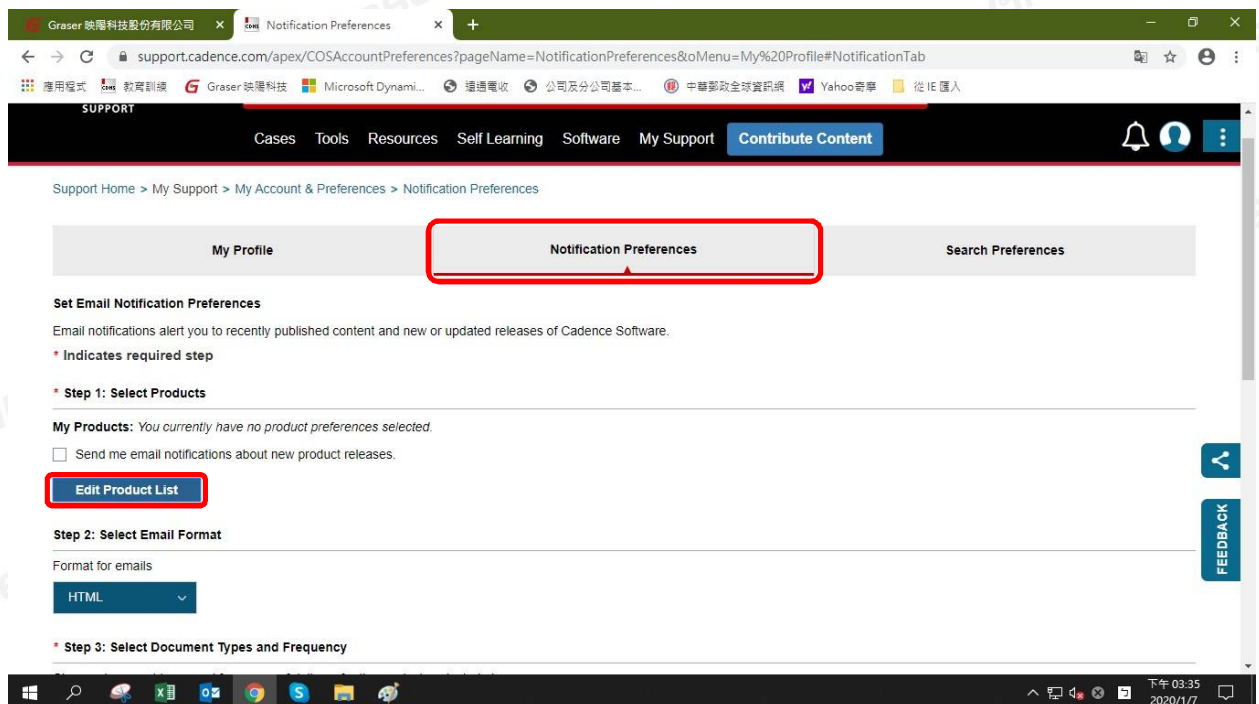 Graser 映陽科技股份有限公司
Notification Preferences
support.cadence.com/apex/COSAccountPreferences?pageName=NotificationPreferences&toMenu=My%20Profile#NotificationTab
應用程式
教育訓練
Graser 映陽科技
Microsoft Dynami...
遠通電收
公司及分公司基本...
中華郵政全球資訊網
Yahoo奇摩
從 IE 匯入
SUPPORT
Cases Tools Resources Self Learning Software My Support Contribute Content
Support Home > My Support > My Account & Preferences > Notification Preferences
My Profile
Notification Preferences
Search Preferences
Set Email Notification Preferences
Email notifications alert you to recently published content and new or updated releases of Cadence Software.
* Indicates required step
* Step 1: Select Products
My Products: You currently have no product preferences selected.
Send me email notifications about new product releases.
Edit Product List
FEEDBACK
Step 2: Select Email Format
Format for emails
HTML
* Step 3: Select Document Types and Frequency
下午 03:35
2020/1/7